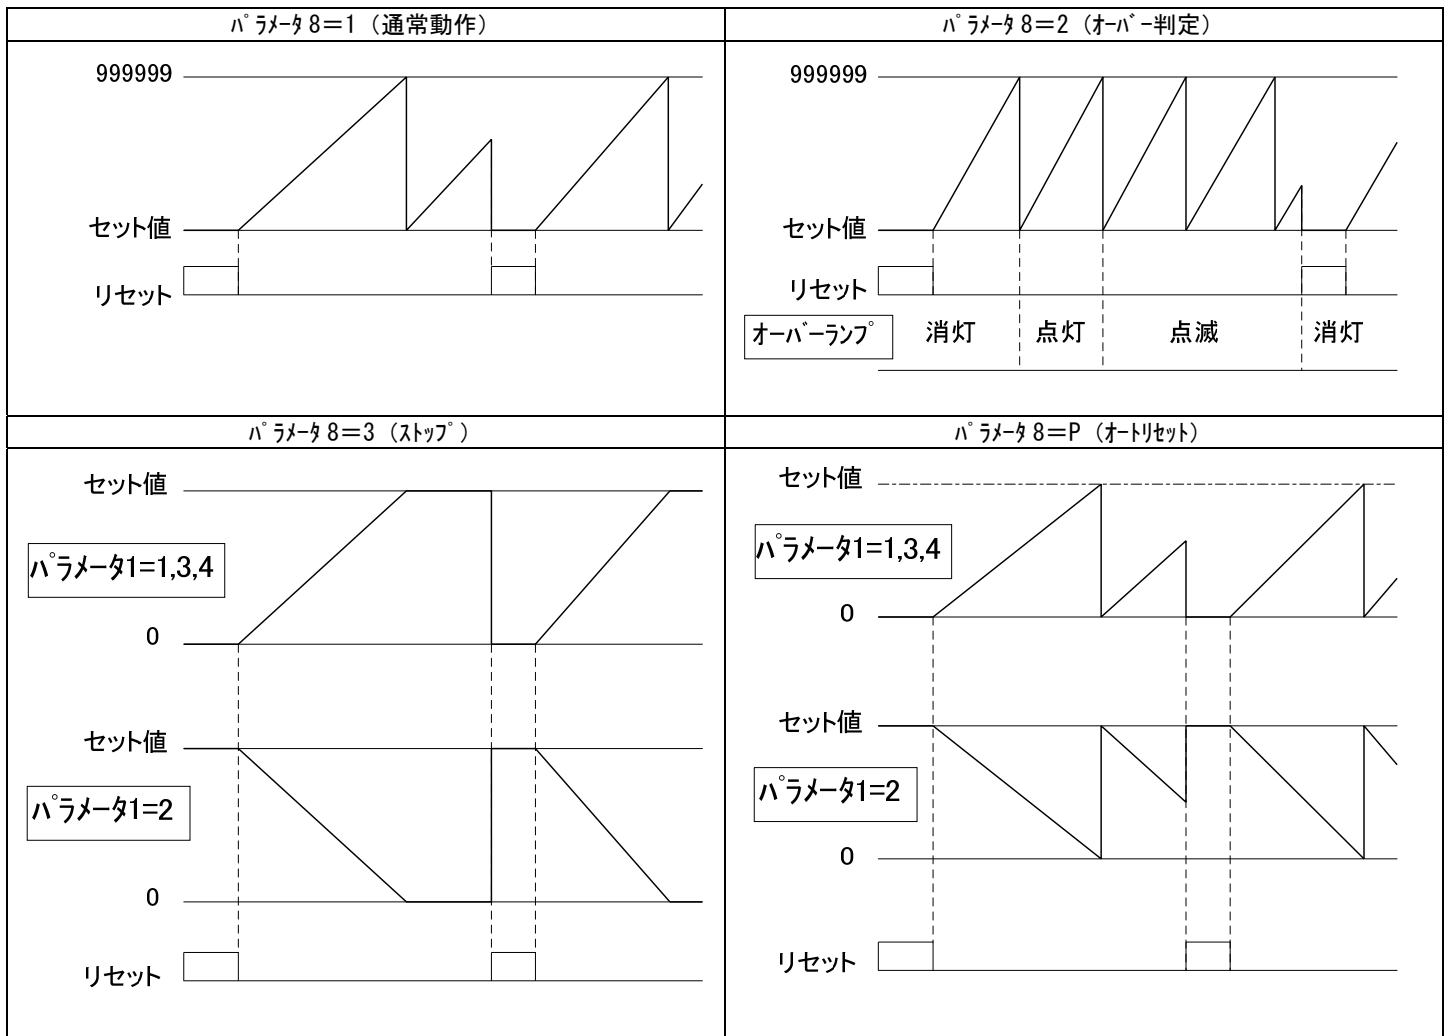 パラメータ8＝1（通常動作）
999999
セット値
リセット
パラメータ8＝2（オーバー判定）
999999
セット値
リセット
オーバーランプ 消灯 点灯 点滅 消灯
パラメータ8＝3（ストップ）
セット値
パラメータ1=1,3,4
0
セット値
パラメータ1=2
0
リセット
パラメータ8＝P（オートリセット）
セット値
パラメータ1=1,3,4
0
セット値
パラメータ1=2
0
リセット